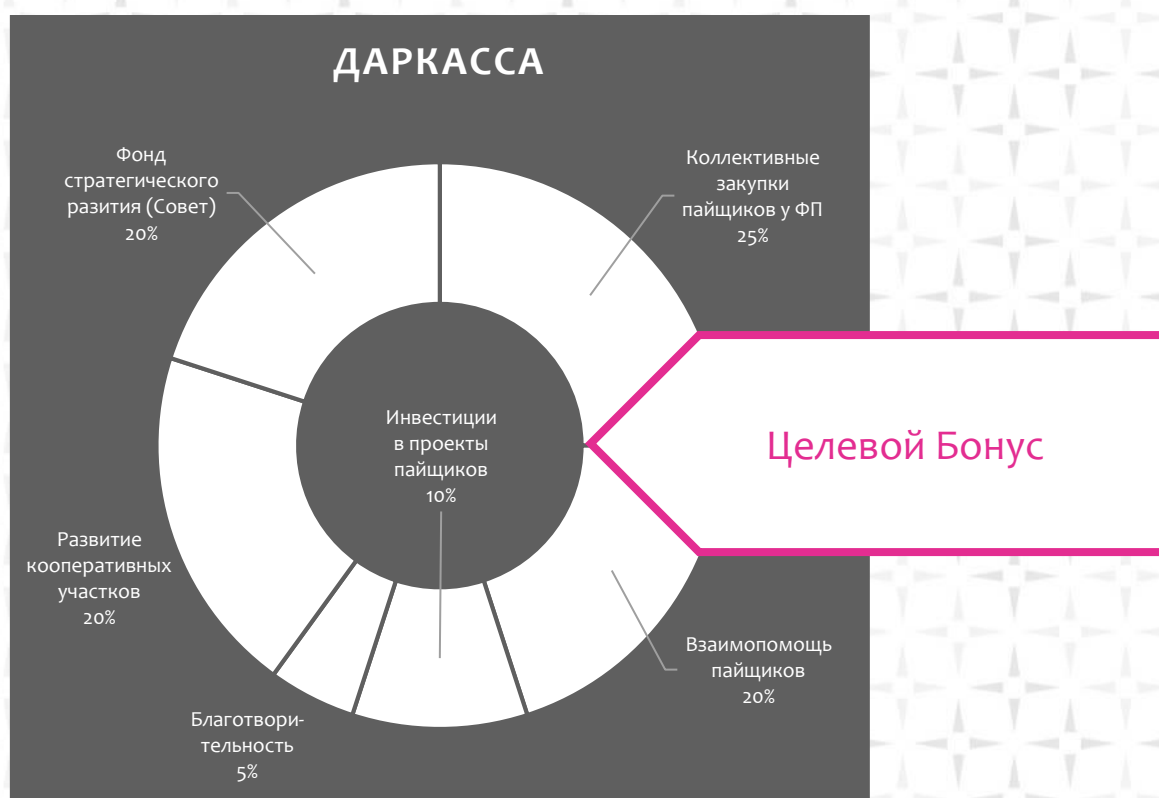 ДАРКАССА
Фонд
стратегического
разития (Совет)
20%
Коллективные
закупки
пайщиков у ФП
25%
Инвестиции
в проекты
пайщиков
10%
Целевой Бонус
Развитие
кооперативных
участков
20%
Взаимопомощь
пайщиков
20%
Благотвори-
тельность
5%